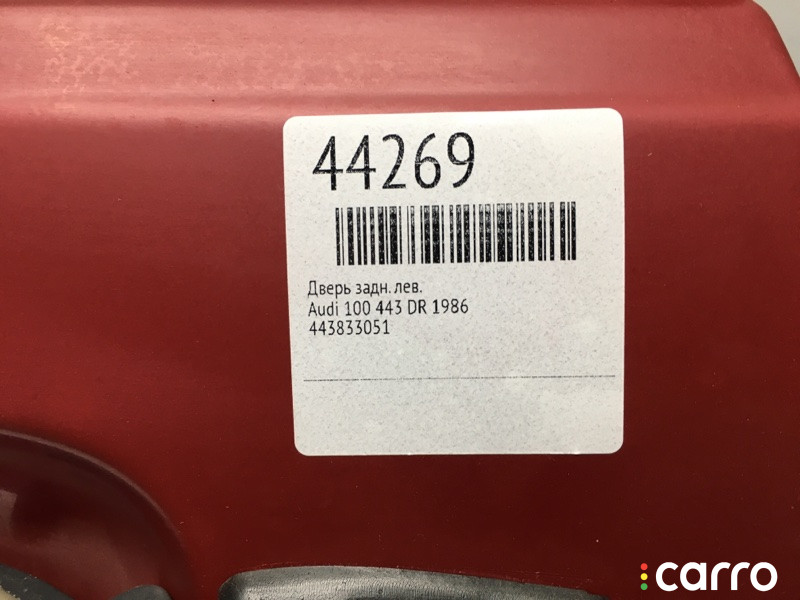 44269
Дверь задн. лев.
Audi 100 443 DR 1986
443833051
carro